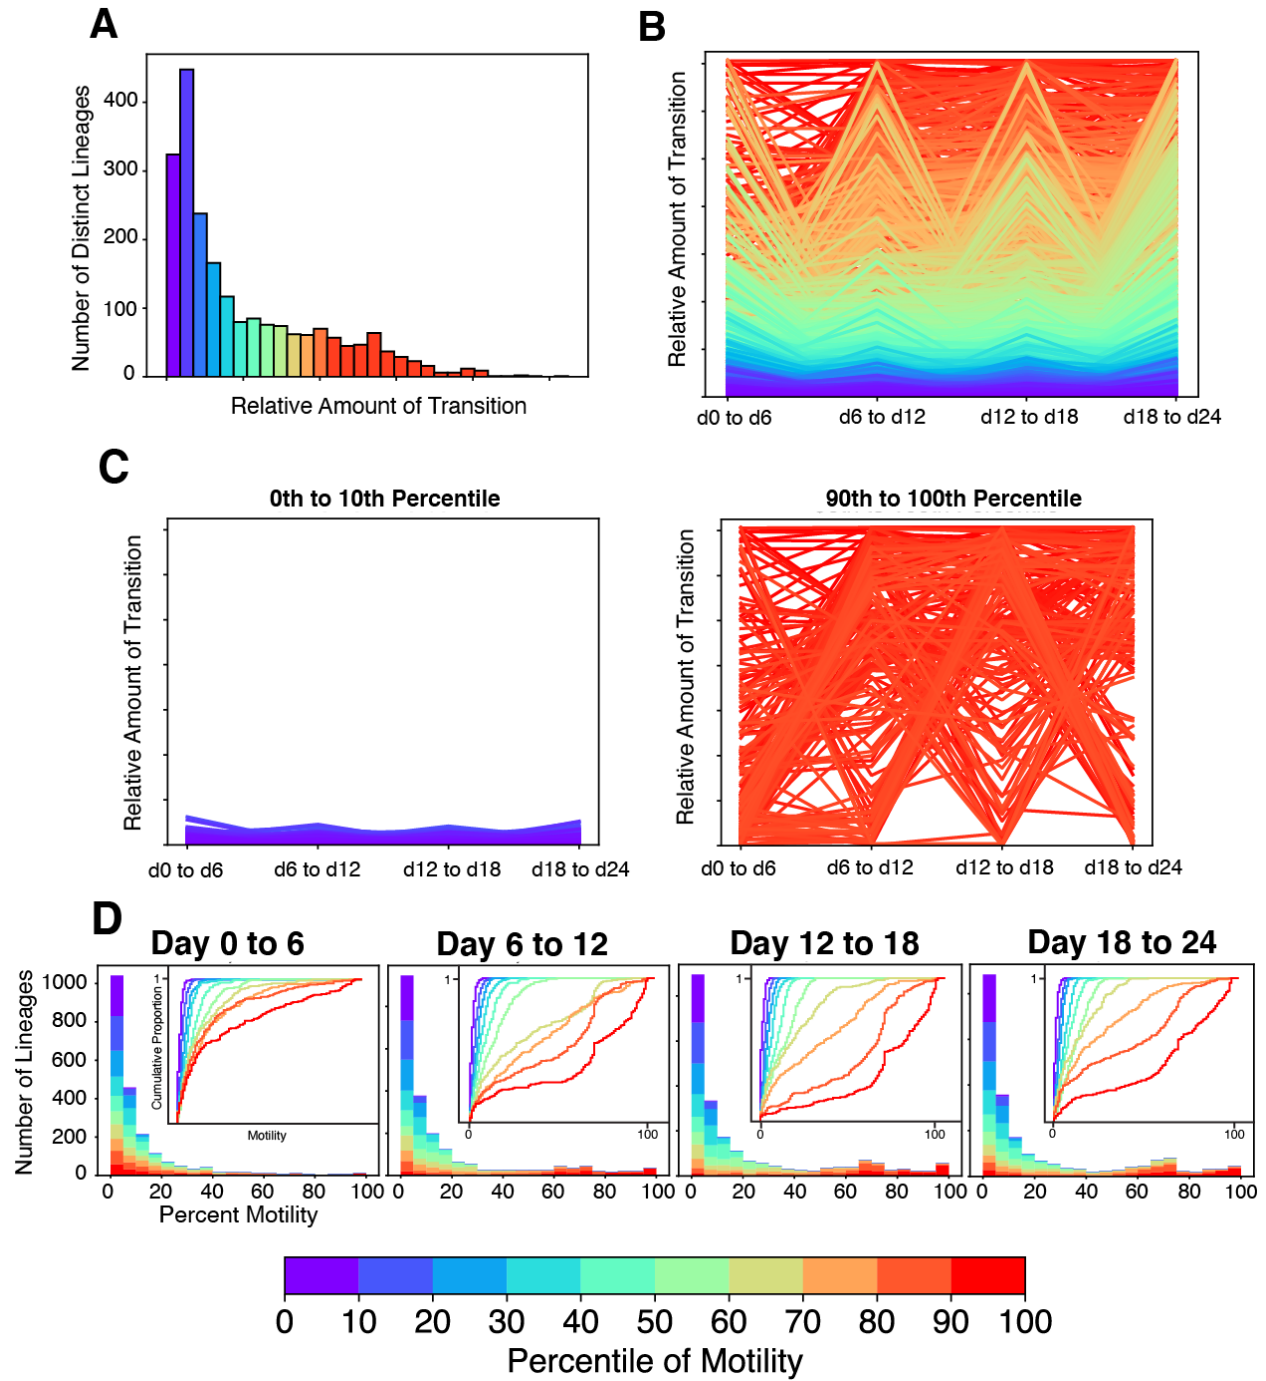 A
B
Number of Distinct Lineages
400
300
200
100
0
Relative Amount of Transition
Relative Amount of Transition
d0 to d6
d6 to d12
d12 to d18
d18 to d24
C
0th to 10th Percentile
90th to 100th Percentile
Relative Amount of Transition
d0 to d6
d6 to d12
d12 to d18
d18 to d24
Relative Amount of Transition
d0 to d6
d6 to d12
d12 to d18
d18 to d24
D
Day 0 to 6
Day 6 to 12
Day 12 to 18
Day 18 to 24
Number of Lineages
1000
800
600
400
200
0
1
Cumulative Proportion
Motility
0 20 40 60 80 100
Percent Motility
1
0 100
0 20 40 60 80 100
1
0 100
0 20 40 60 80 100
1
0 100
0 20 40 60 80 100
0 10 20 30 40 50 60 70 80 90 100
Percentile of Motility